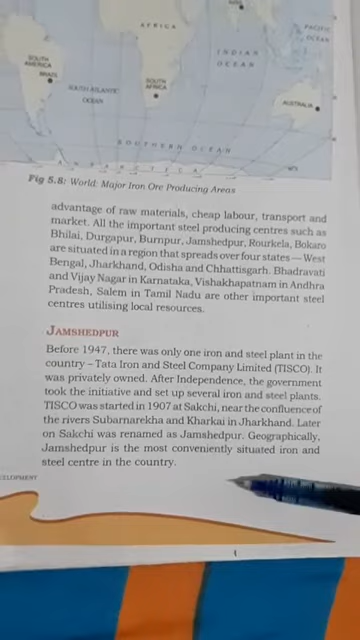 AFRICA
PACIFIC
OCEAN
INDIAN
OCEAN
SOUTH
AMERICA
BRAZIL
SOUTH ATLANTIC
OCEAN
SOUTH
AFRICA
AUSTRALIA
SOUTHERN OCEAN
ANTARCTICA
Fig 5.8: World: Major Iron Ore Producing Areas
advantage of raw materials, cheap labour, transport and
market. All the important steel producing centres such as
Bhilai, Durgapur, Burnpur, Jamshedpur, Rourkela, Bokaro
are situated in a region that spreads over four states — West
Bengal, Jharkhand, Odisha and Chhattisgarh. Bhadravati
and Vijay Nagar in Karnataka, Vishakhapatnam in Andhra
Pradesh, Salem in Tamil Nadu are other important steel
centres utilising local resources.
JAMSHEDPUR
Before 1947, there was only one iron and steel plant in the
country – Tata Iron and Steel Company Limited (TISCO). It
was privately owned. After Independence, the government
took the initiative and set up several iron and steel plants.
TISCO was started in 1907 at Sakchi, near the confluence of
the rivers Subarnarekha and Kharkai in Jharkhand. Later
on Sakchi was renamed as Jamshedpur. Geographically,
Jamshedpur is the most conveniently situated iron and
steel centre in the country.